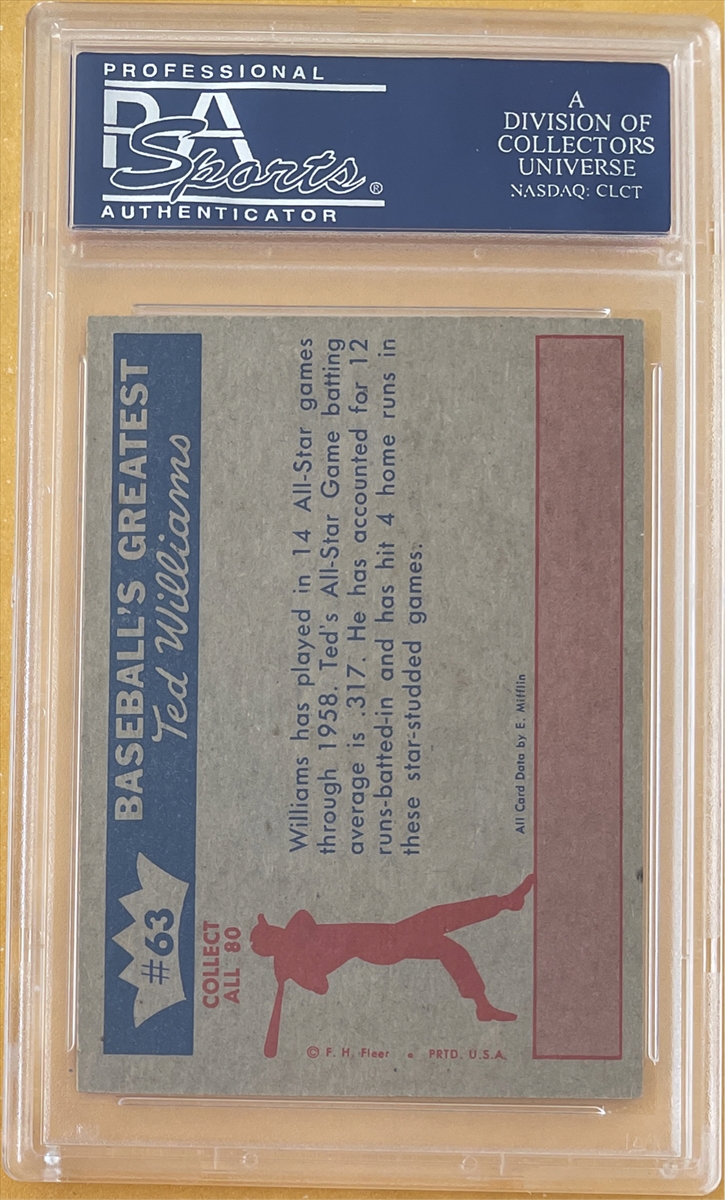 PROFESSIONAL
PSA
Sports®
AUTHENTICATOR
A
DIVISION OF
COLLECTORS
UNIVERSE
NASDAQ: CLCT
#63
BASEBALL'S GREATEST
Ted Williams
COLLECT
ALL 80
Williams has played in 14 All-Star games
through 1958. Ted's All-Star Game batting
average is .317. He has accounted for 12
runs-batted-in and has hit 4 home runs in
these star-studded games.
All Card Data by E. Mifflin
© F. H. Fleer • PRTD. U.S.A.